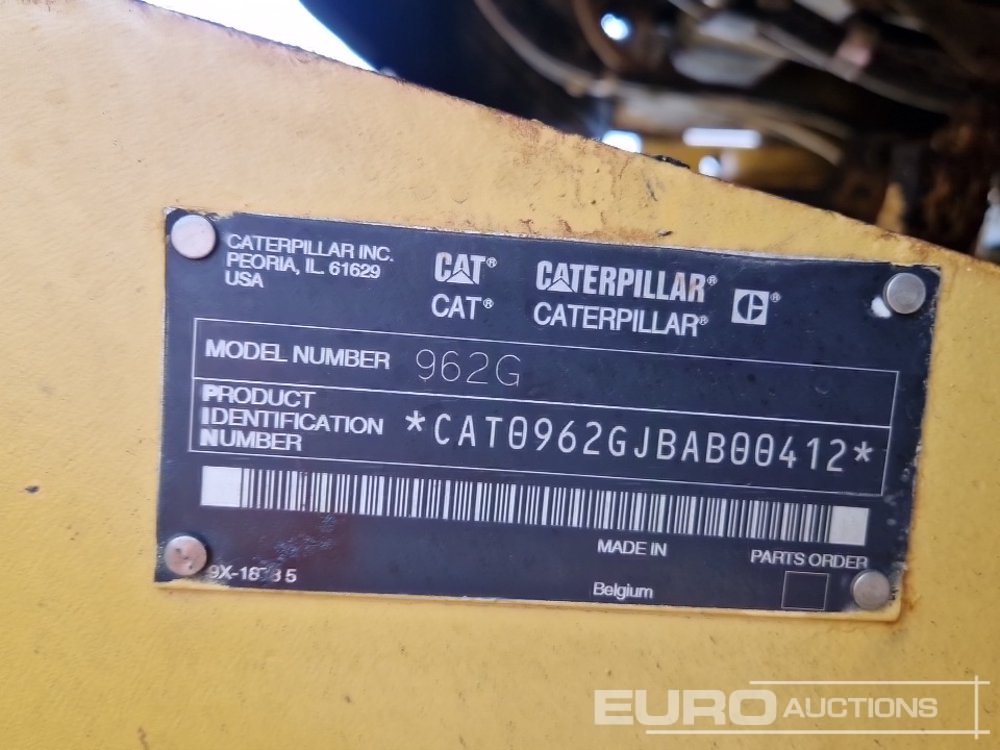 CATERPILLAR INC.
PEORIA, IL. 61629
USA
CAT®
CAT®
CATERPILLAR®
CATERPILLAR®
C®
MODEL NUMBER 962G
PRODUCT
IDENTIFICATION
NUMBER
*CAT0962GJBAB00412*
MADE IN
Belgium
PARTS ORDER
EURO AUCTIONS